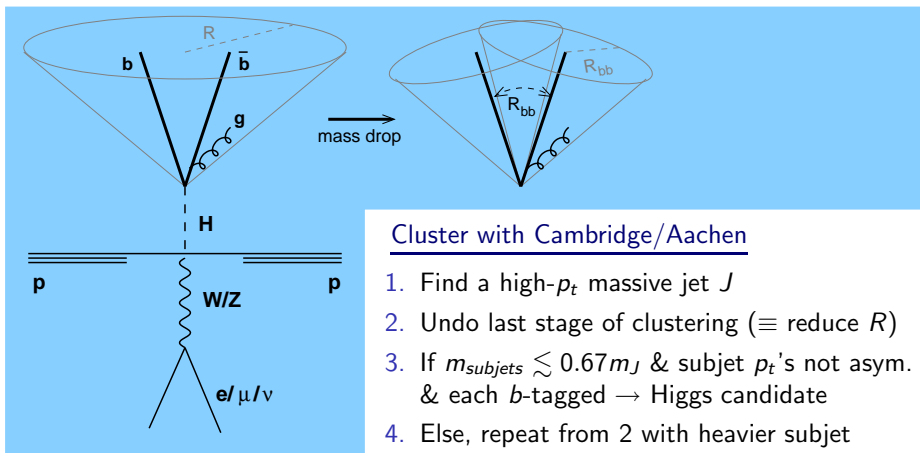 R
b
b̄
g
mass drop
R_bb
R_bb
H
p
p
W/Z
e/ μ / ν
Cluster with Cambridge/Aachen
1. Find a high-p_t massive jet J
2. Undo last stage of clustering (≡ reduce R)
3. If m_subjets ≲ 0.67m_J & subjet p_t's not asym.
& each b-tagged → Higgs candidate
4. Else, repeat from 2 with heavier subjet